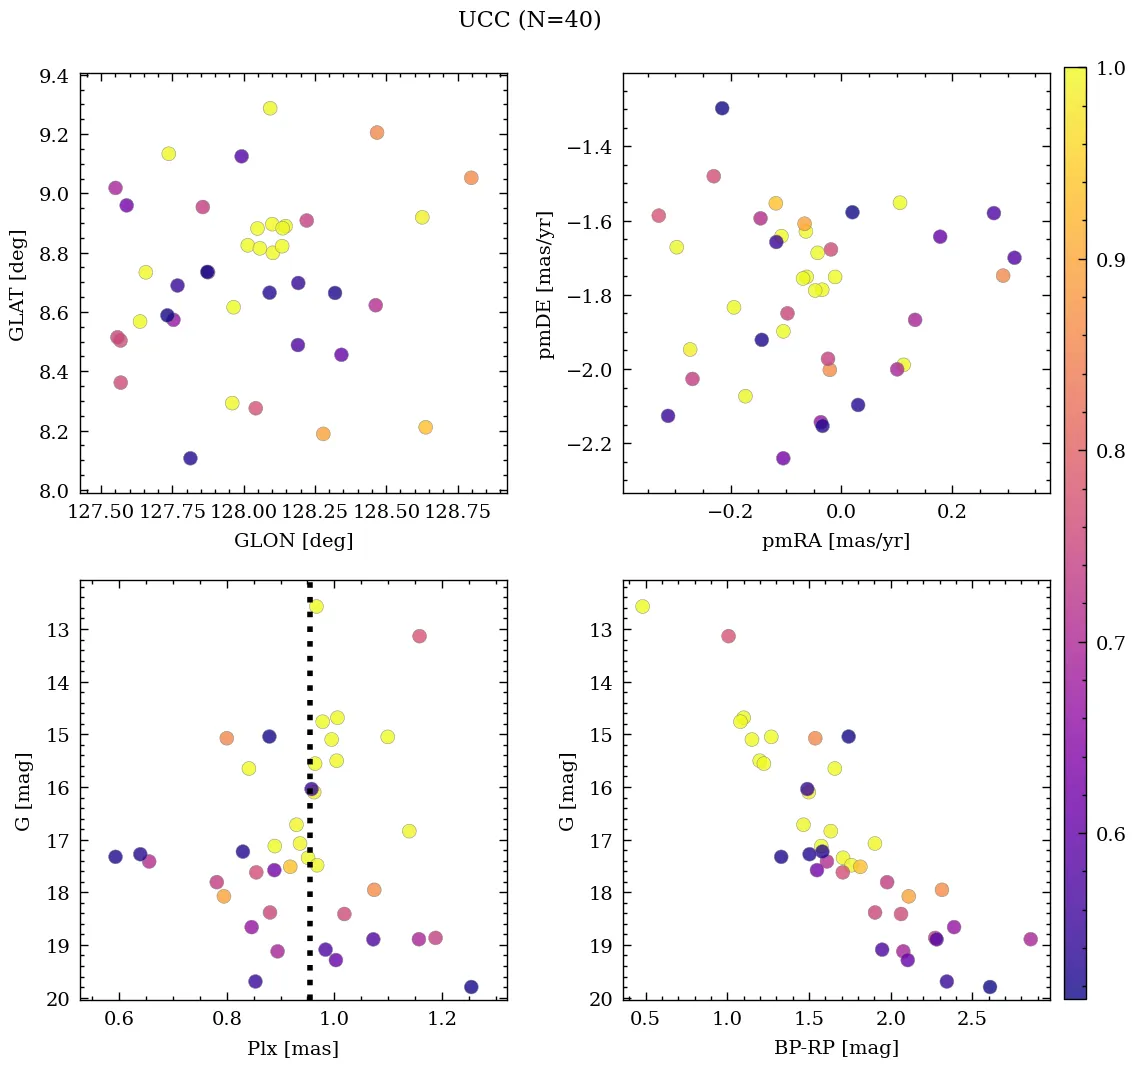 UCC (N=40)
9.4
9.2
9.0
8.8
8.6
8.4
8.2
8.0
GLAT [deg]
127.50 127.75 128.00 128.25 128.50 128.75
GLON [deg]
−1.4
−1.6
−1.8
−2.0
−2.2
pmDE [mas/yr]
−0.2 0.0 0.2
pmRA [mas/yr]
1.0
0.9
0.8
0.7
0.6
13
14
15
16
17
18
19
20
G [mag]
0.6 0.8 1.0 1.2
Plx [mas]
13
14
15
16
17
18
19
20
G [mag]
0.5 1.0 1.5 2.0 2.5
BP-RP [mag]